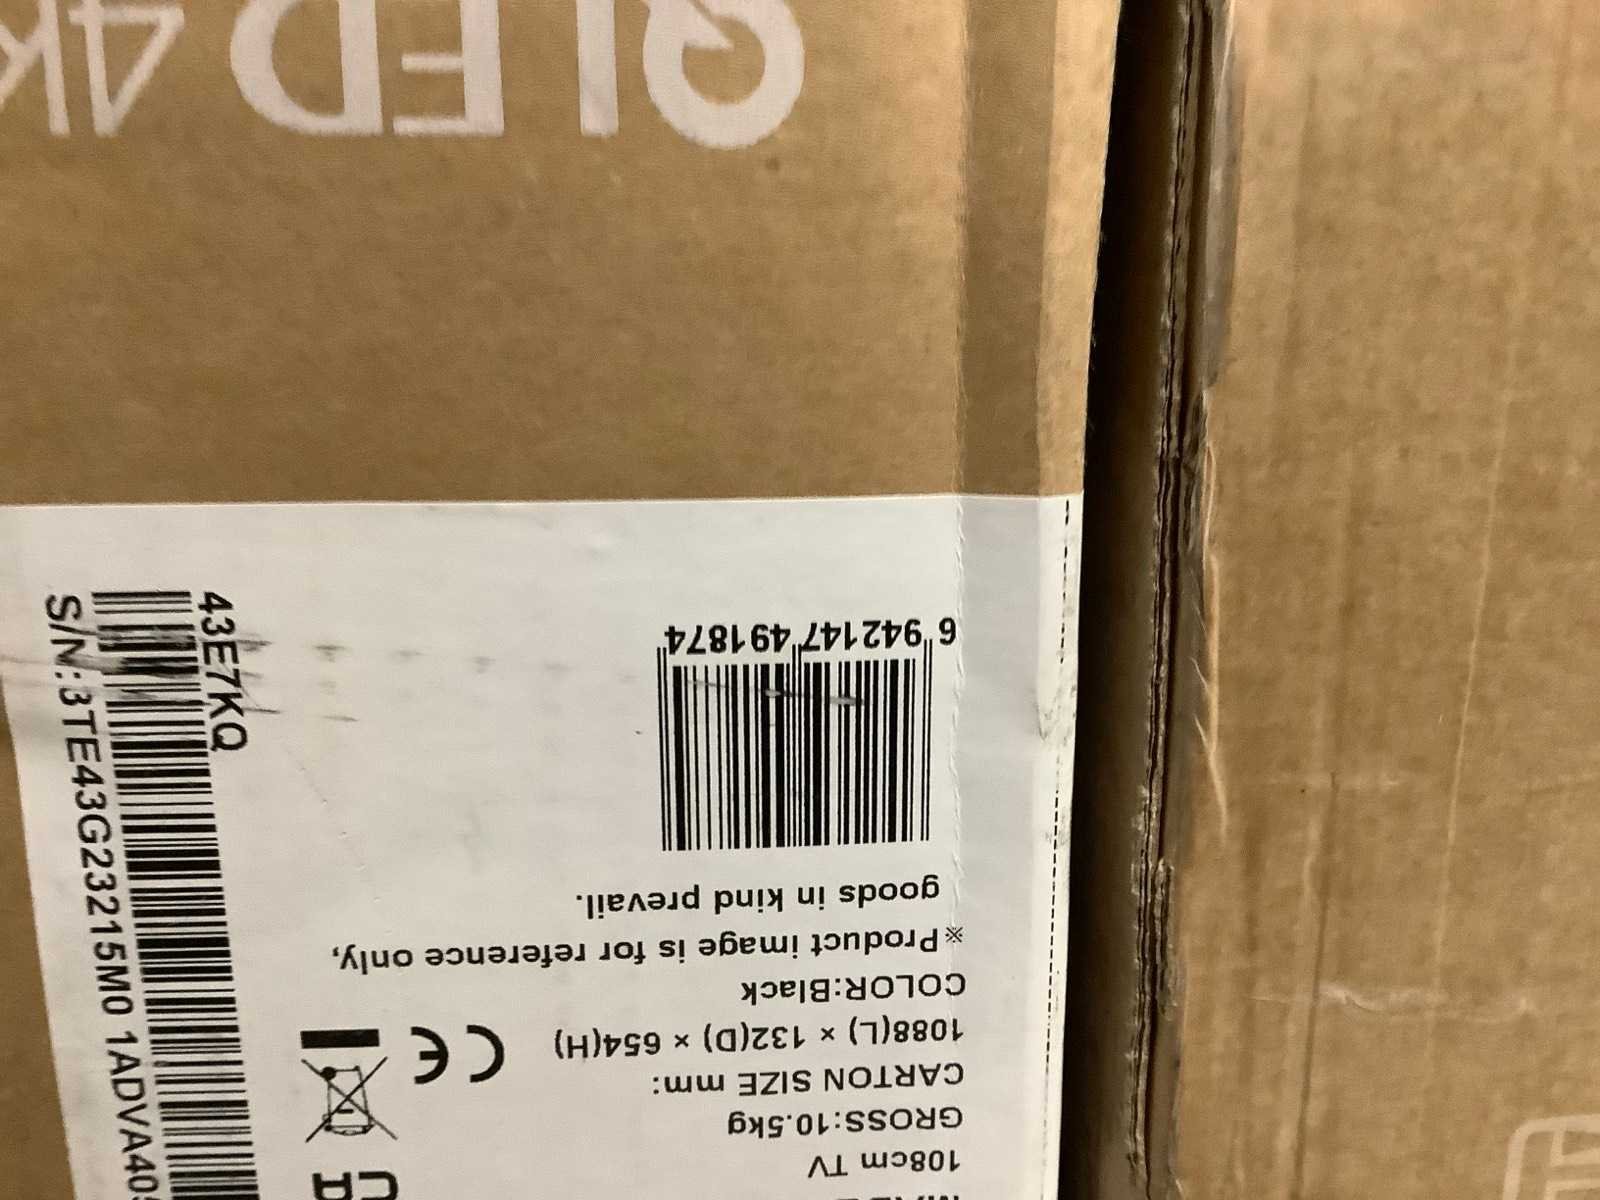 QLED 4K
108cm TV
GROSS:10.5kg
CARTON SIZE mm:
1088(L) × 132(D) × 654(H)
COLOR:Black
※Product image is for reference only,
goods in kind prevail.
6 942147 491874
CE
43E7KQ
S/N:3TE43G23215M0 1ADVA40